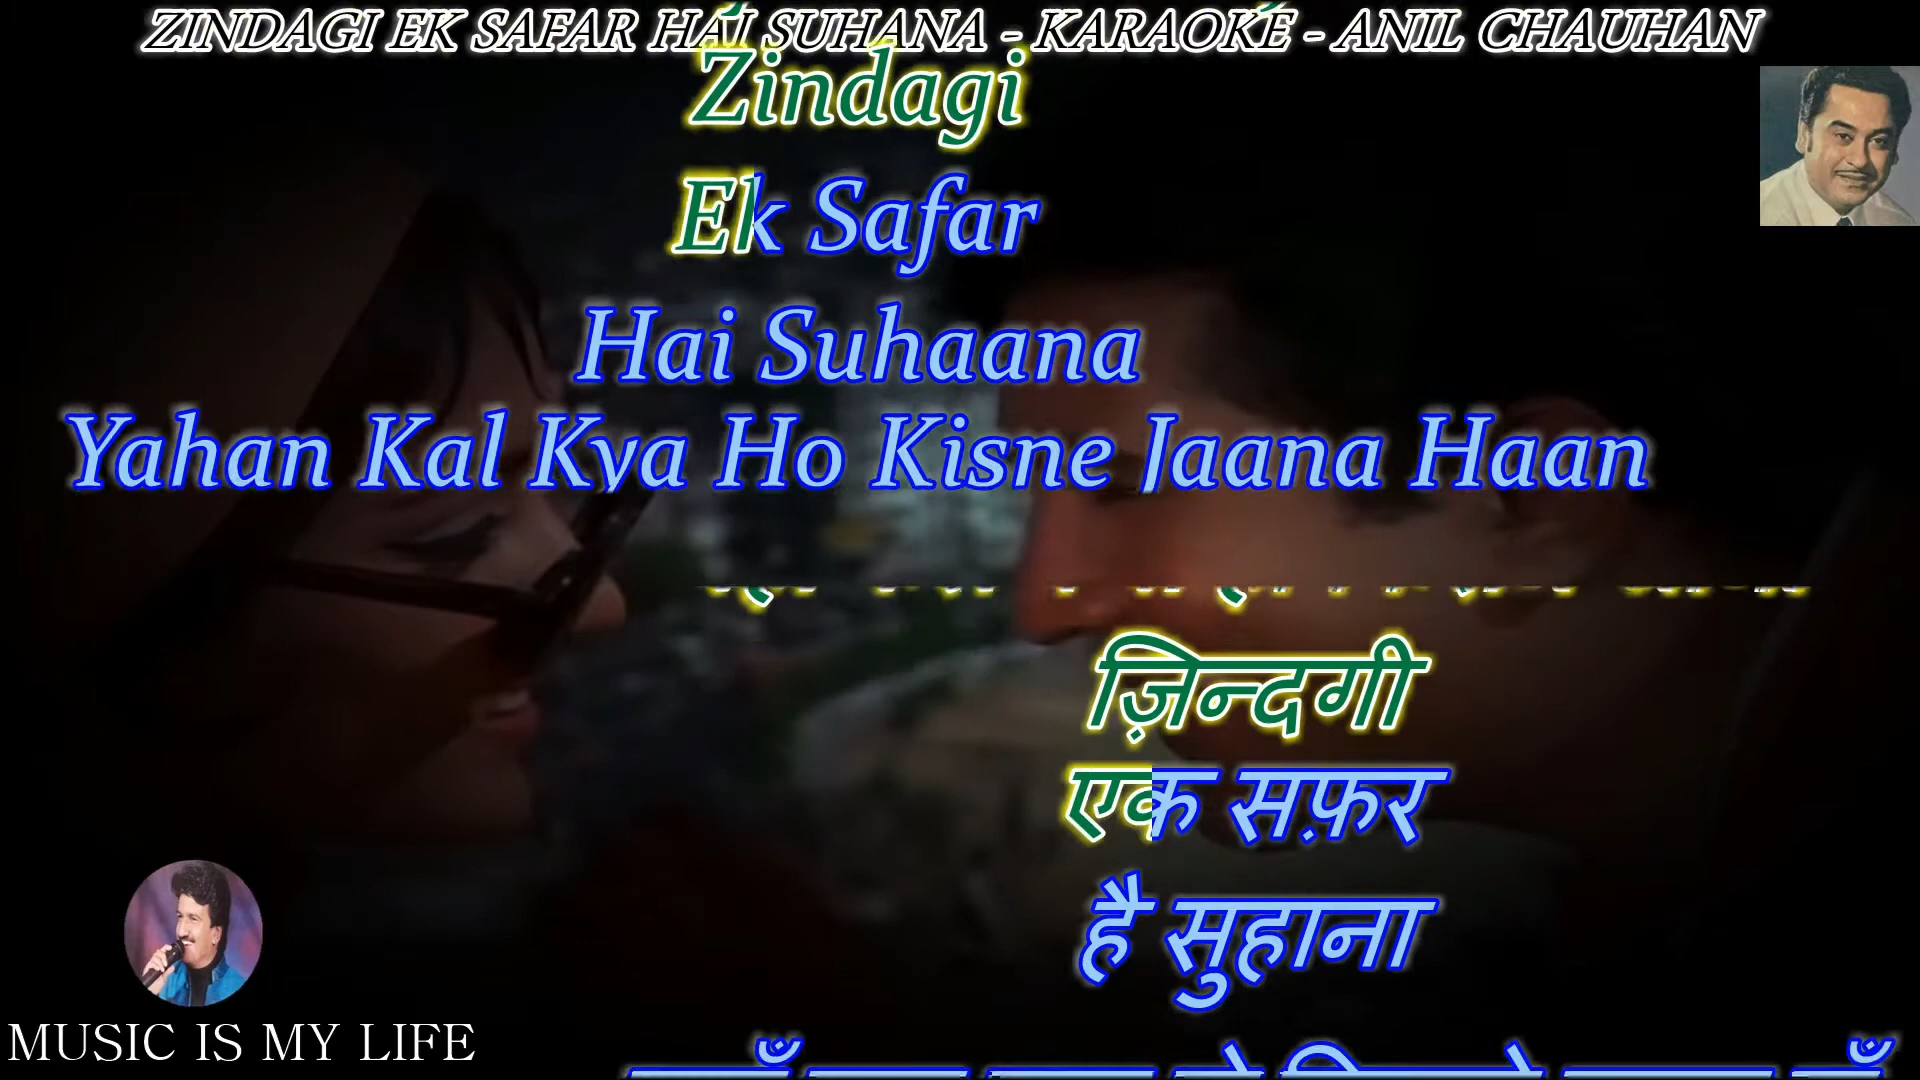 ZINDAGI EK SAFAR HAI SUHANA - KARAOKE - ANIL CHAUHAN
Zindagi
Ek Safar
Hai Suhaana
Yahan Kal Kya Ho Kisne Jaana Haan
ज़िन्दगी
एक सफ़र
है सुहाना
MUSIC IS MY LIFE